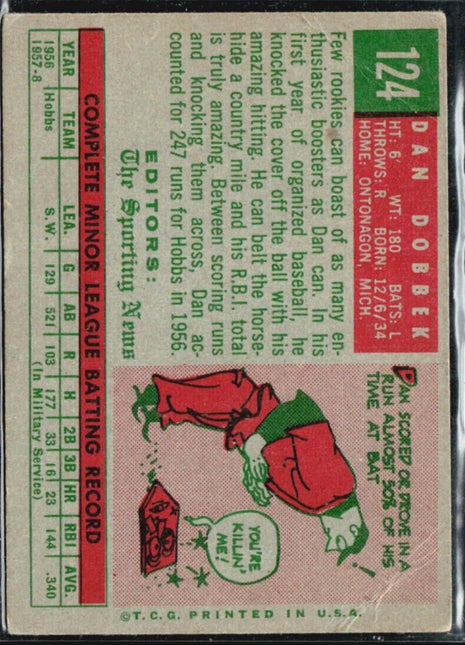 124
DAN DOBBEK
HT: 6' WT: 180 BATS: L
THROWS: R BORN: 12/6/34
HOME: ONTONAGON, MICH.
Few rookies can boast of as many en-
thusiastic boosters as Dan can. In his
first year of organized baseball, he
knocked the cover off the ball with his
amazing hitting. He can belt the horse-
hide a country mile and his R.B.I. total
is truly amazing. Between scoring runs
and knocking them across, Dan ac-
counted for 247 runs for Hobbs in 1956.
EDITORS:
The Sporting News
DAN SCORED OR DROVE IN A
RUN ALMOST 50% OF HIS
TIME AT BAT!
YOU'RE
KILLIN'
ME!
COMPLETE MINOR LEAGUE BATTING RECORD
YEAR TEAM LEA. G AB R H 2B 3B HR RBI AVG.
1956 Hobbs S.W. 129 521 103 177 33 16 23 144 .340
1957-8 (In Military Service)
©T.C.G. PRINTED IN U.S.A.